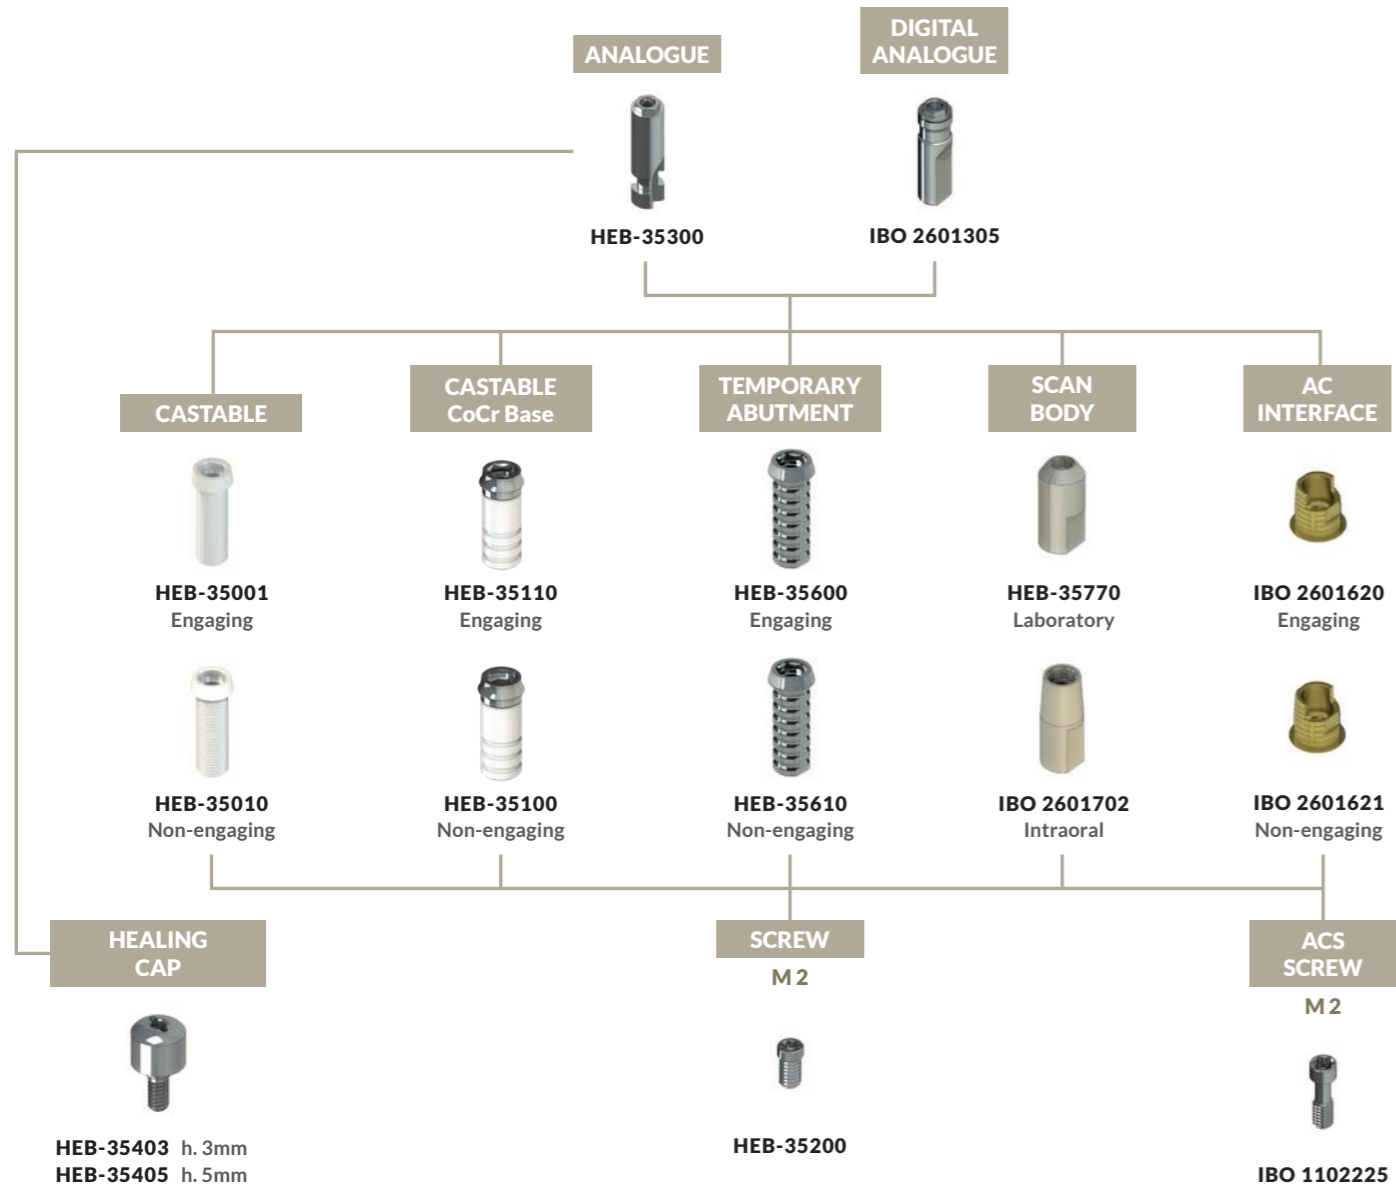 ANALOGUE
DIGITAL
ANALOGUE
HEB-35300
IBO 2601305
CASTABLE
CASTABLE
CoCr Base
TEMPORARY
ABUTMENT
SCAN
BODY
AC
INTERFACE
HEB-35001
Engaging
HEB-35110
Engaging
HEB-35600
Engaging
HEB-35770
Laboratory
IBO 2601620
Engaging
HEB-35010
Non-engaging
HEB-35100
Non-engaging
HEB-35610
Non-engaging
IBO 2601702
Intraoral
IBO 2601621
Non-engaging
HEALING
CAP
SCREW
M 2
ACS
SCREW
M 2
HEB-35403 h. 3mm
HEB-35405 h. 5mm
HEB-35200
IBO 1102225